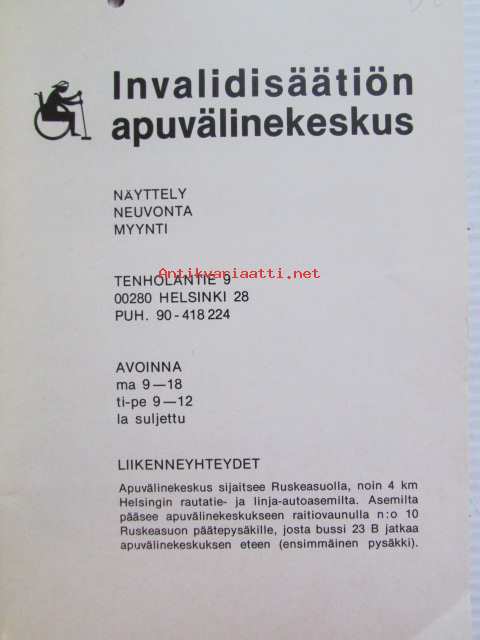 Invalidisäätiön
apuvälinekeskus
NÄYTTELY
NEUVONTA
MYYNTI
Antikvariaatti.net
TENHOLANTIE 9
00280 HELSINKI 28
PUH. 90-418 224
AVOINNA
ma 9—18
ti-pe 9—12
la suljettu
LIIKENNEYHTEYDET
Apuvälinekeskus sijaitsee Ruskeasuolla, noin 4 km
Helsingin rautatie- ja linja-autoasemilta. Asemilta
pääsee apuvälinekeskukseen raitiovaunulla n:o 10
Ruskeasuon päätepysäkille, josta bussi 23 B jatkaa
apuvälinekeskuksen eteen (ensimmäinen pysäkki).